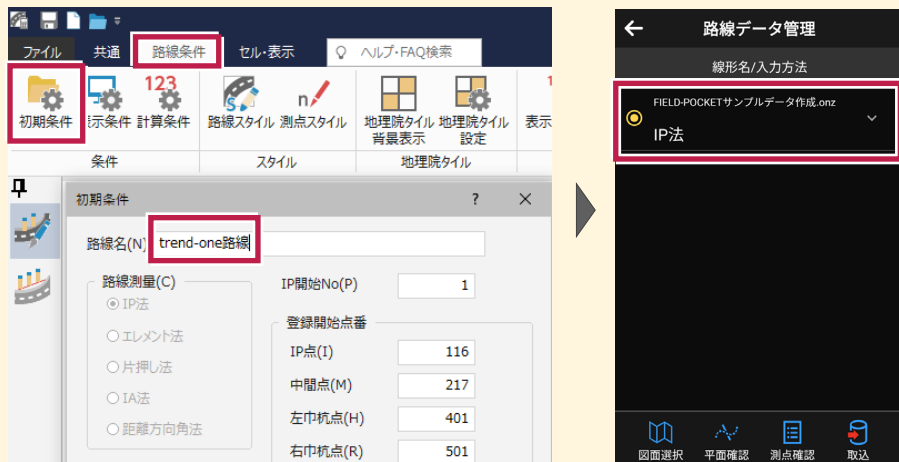 ファイル 共通 路線条件 セル・表示 ヘルプ・FAQ検索
初期条件 表示条件 計算条件 路線スタイル 測点スタイル 地理院タイル背景表示 地理院タイル設定 表示
条件 スタイル 地理院タイル
初期条件 ? ×
路線名(N) trend-one路線
路線測量(C)
IP法
エレメント法
片押し法
IA法
距離方向角法
IP開始No(P) 1
登録開始点番
IP点(I) 116
中間点(M) 217
左巾杭点(H) 401
右巾杭点(R) 501
路線データ管理
線形名/入力方法
FIELD-POCKETサンプルデータ作成.onz
IP法
図面選択 平面確認 測点確認 取込